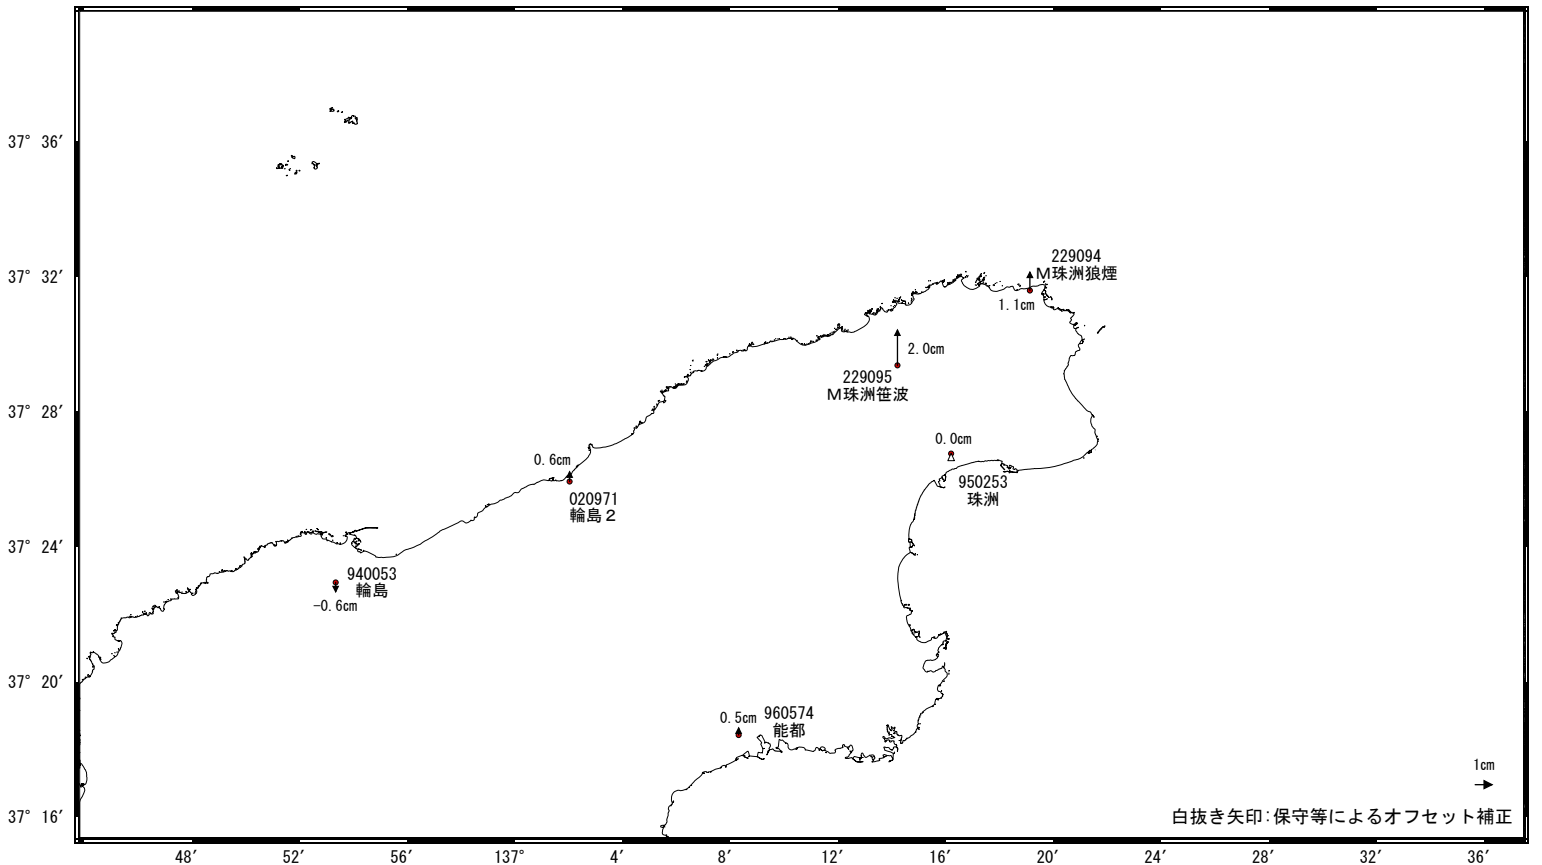 37° 36′
37° 32′
37° 28′
37° 24′
37° 20′
37° 16′
229094
M珠洲狼煙
1.1cm
2.0cm
229095
M珠洲笹波
0.0cm
950253
珠洲
0.6cm
020971
輪島2
940053
輪島
-0.6cm
0.5cm
960574
能都
1cm
白抜き矢印:保守等によるオフセット補正
48′ 52′ 56′ 137° 4′ 8′ 12′ 16′ 20′ 24′ 28′ 32′ 36′